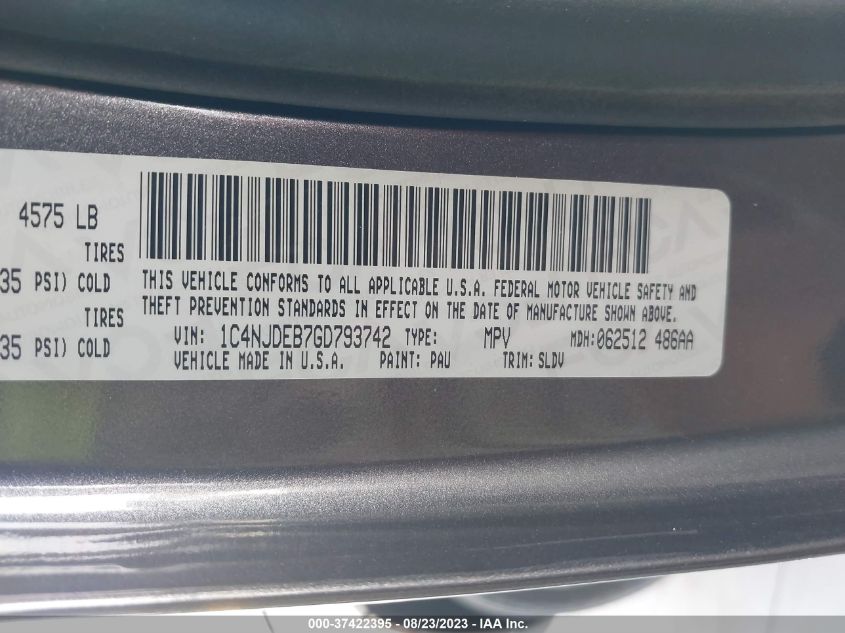 4575 LB
TIRES
35 PSI) COLD
TIRES
35 PSI) COLD
THIS VEHICLE CONFORMS TO ALL APPLICABLE U.S.A. FEDERAL MOTOR VEHICLE SAFETY AND
THEFT PREVENTION STANDARDS IN EFFECT ON THE DATE OF MANUFACTURE SHOWN ABOVE.
VIN: 1C4NJDEB7GD793742 TYPE: MPV MDH:062512 486AA
VEHICLE MADE IN U.S.A. PAINT: PAU TRIM: SLDV
000-37422395 - 08/23/2023 - IAA Inc.